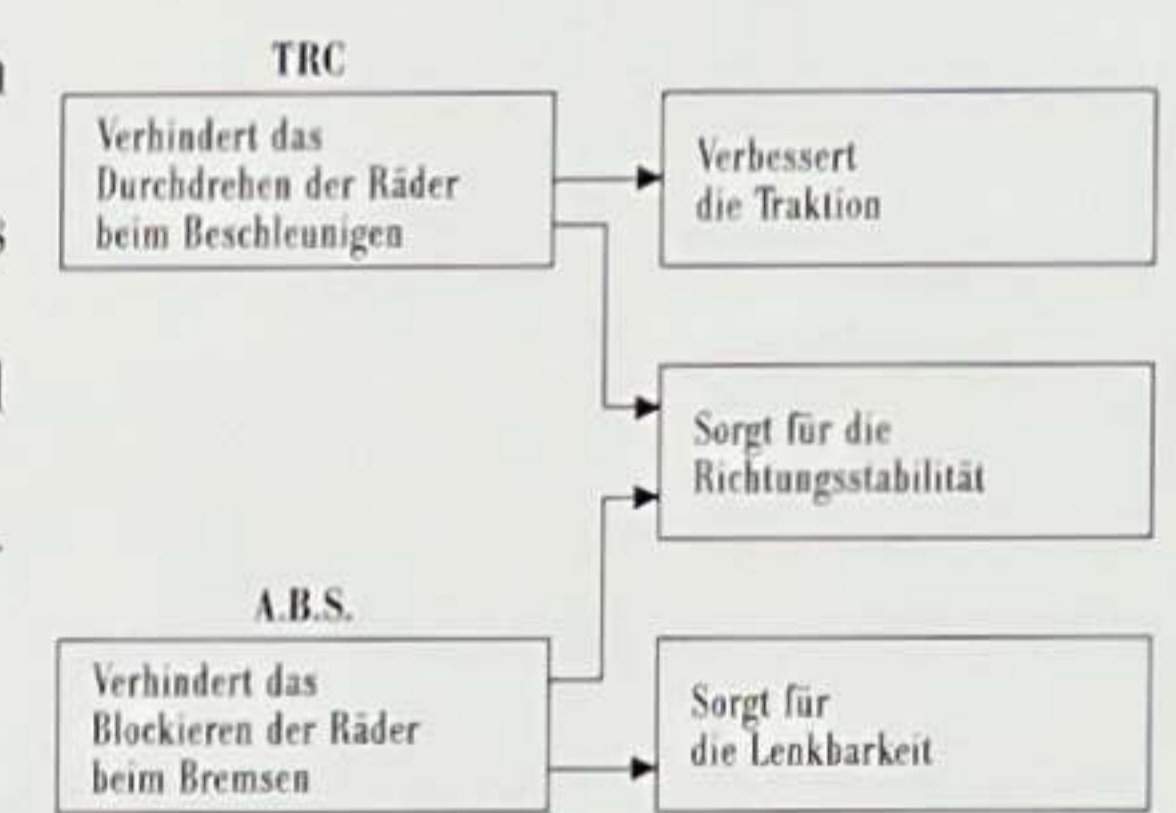 TRC
Verhindert das
Durchdrehen der Räder
beim Beschleunigen
Verbessert
die Traktion
Sorgt für die
Richtungsstabilität
A.B.S.
Verhindert das
Blockieren der Räder
beim Bremsen
Sorgt für
die Lenkbarkeit